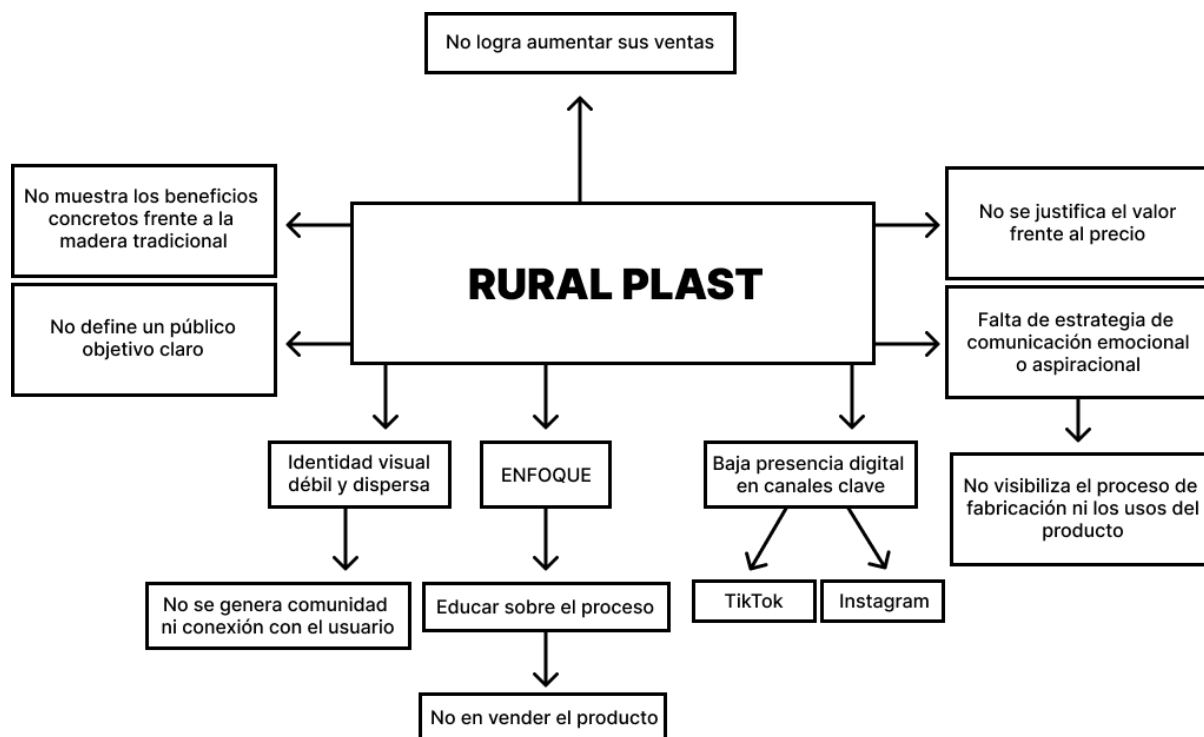 No logra aumentar sus ventas
No muestra los beneficios
concretos frente a la
madera tradicional
No se justifica el valor
frente al precio
RURAL PLAST
No define un público
objetivo claro
Falta de estrategia de
comunicación emocional
o aspiracional
Identidad visual
débil y dispersa
ENFOQUE
Baja presencia digital
en canales clave
No visibiliza el proceso de
fabricación ni los usos del
producto
No se genera comunidad
ni conexión con el usuario
Educar sobre el proceso
TikTok
Instagram
No en vender el producto